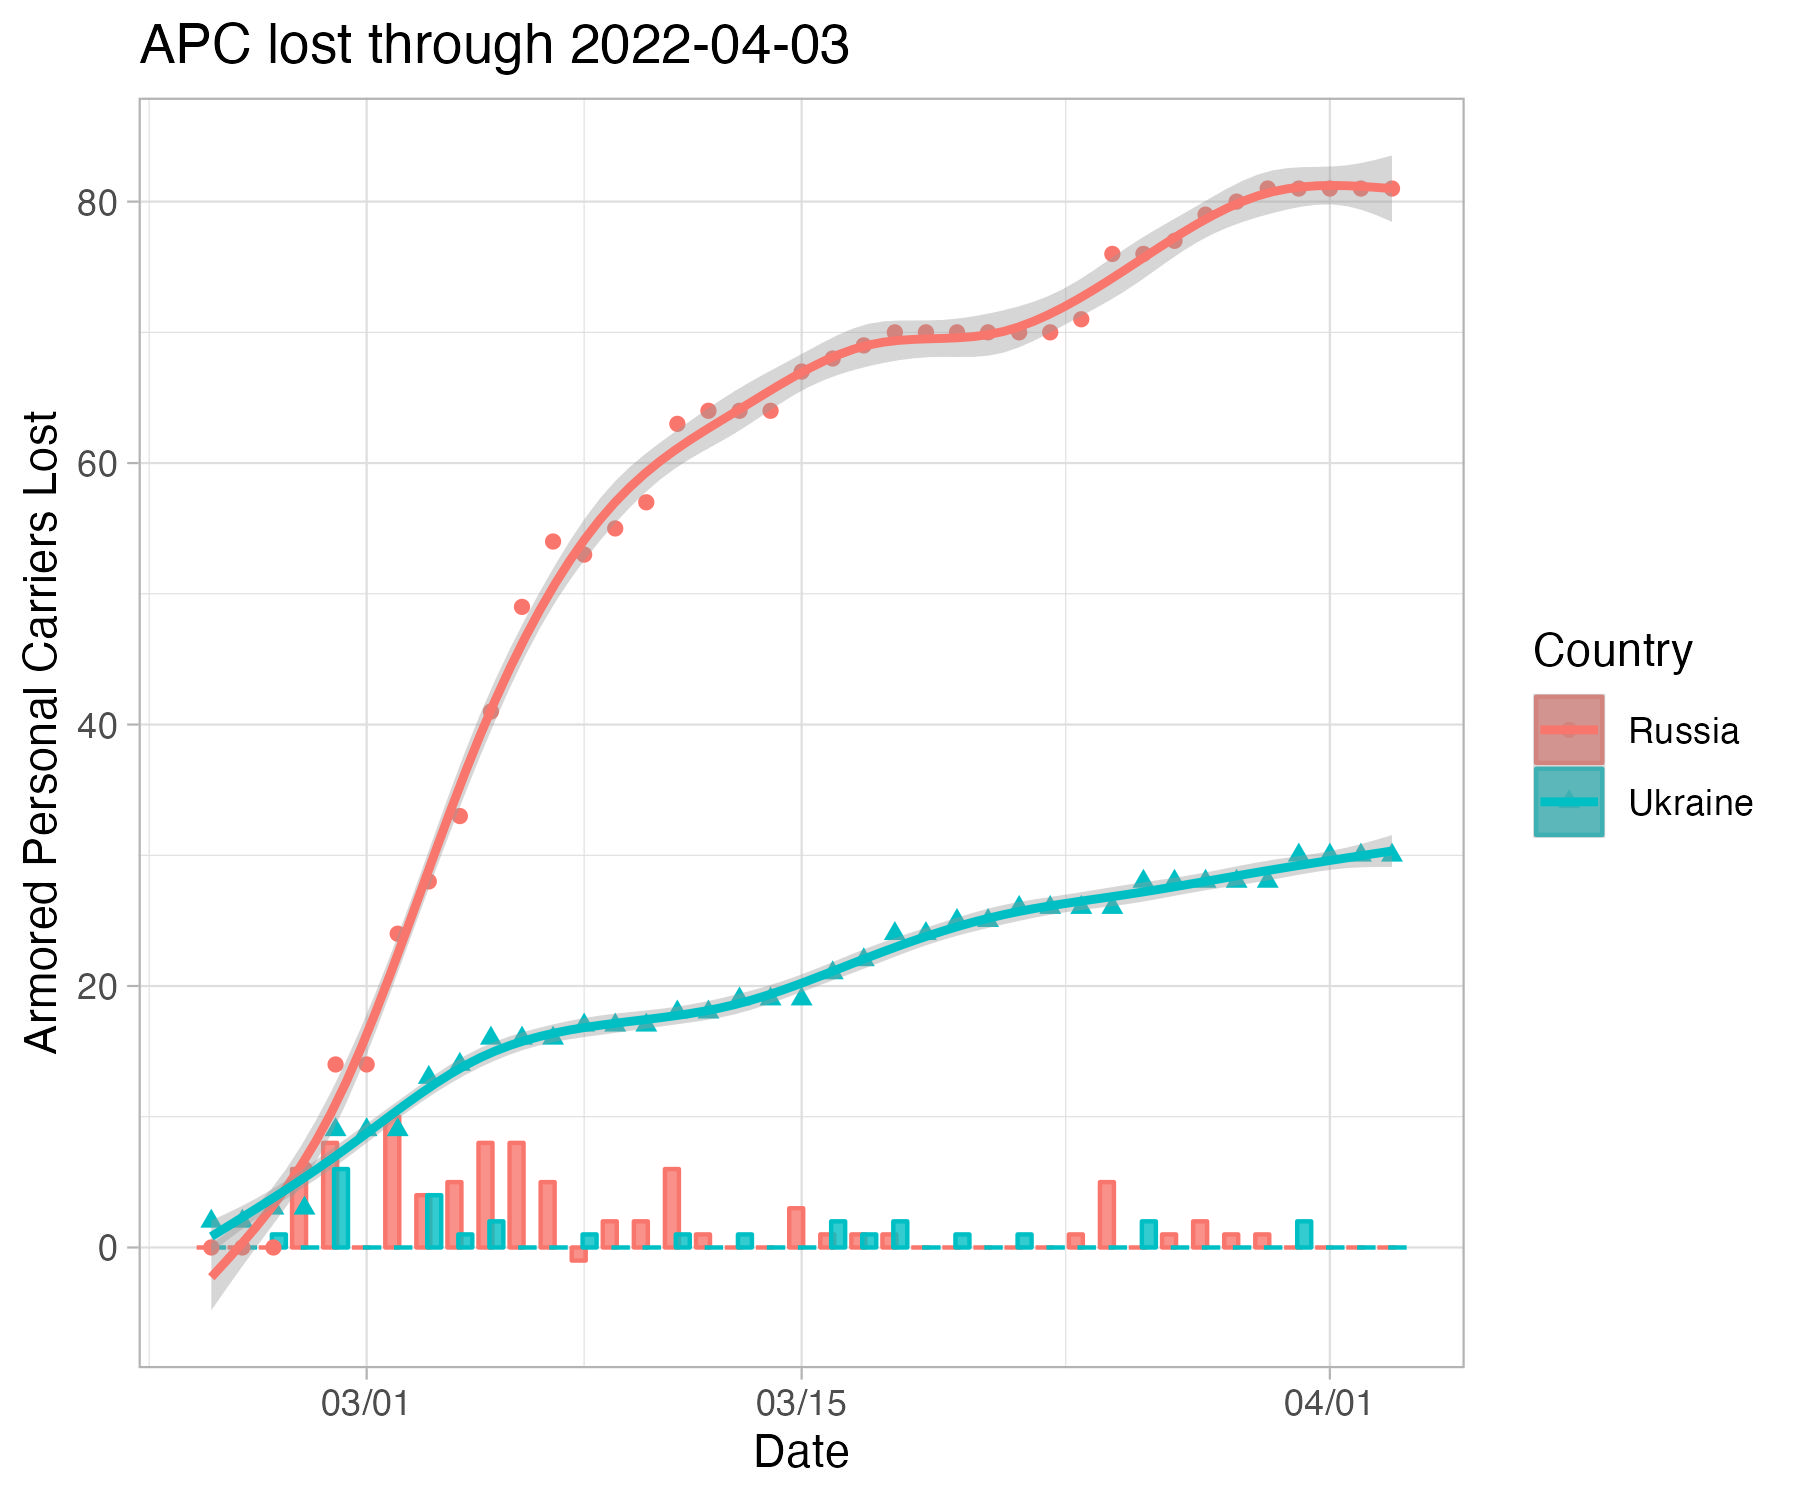 APC lost through 2022-04-03
Armored Personal Carriers Lost
80
60
40
20
0
03/01
03/15
04/01
Date
Country
Russia
Ukraine